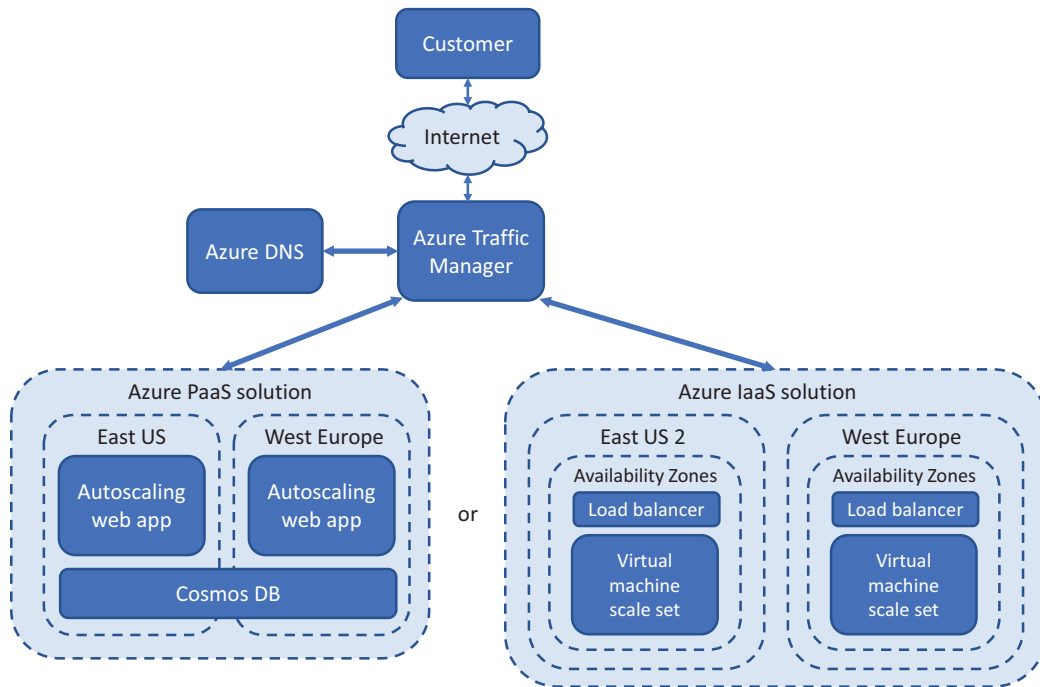 Customer
Internet
Azure DNS
Azure Traffic
Manager
Azure PaaS solution
East US
West Europe
Autoscaling
web app
Autoscaling
web app
Cosmos DB
or
Azure IaaS solution
East US 2
West Europe
Availability Zones
Availability Zones
Load balancer
Load balancer
Virtual
machine
scale set
Virtual
machine
scale set